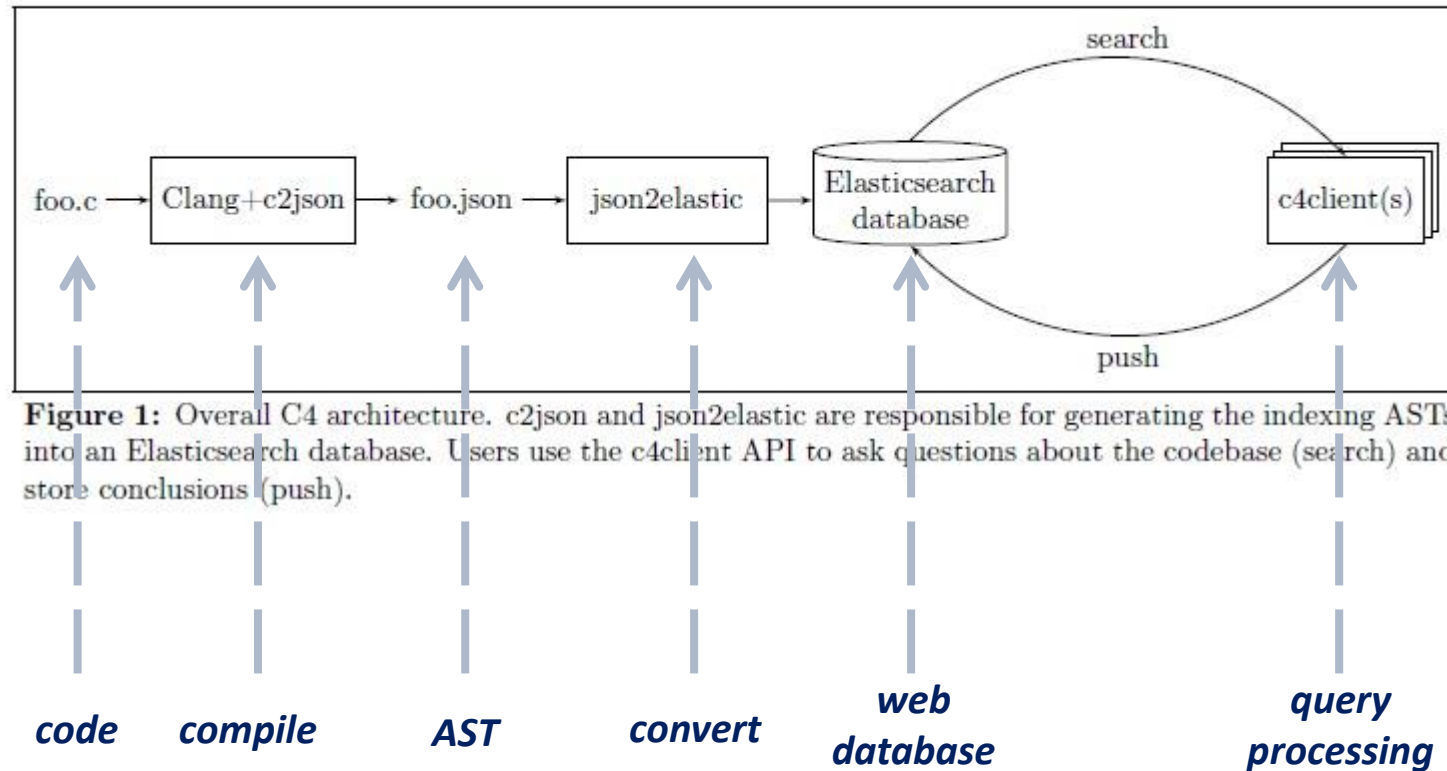 search
foo.c
Clang+c2json
foo.json
json2elastic
Elasticsearch
database
c4client(s)
push
Figure 1: Overall C4 architecture. c2json and json2elastic are responsible for generating the indexing ASTs
into an Elasticsearch database. Users use the c4client API to ask questions about the codebase (search) and
store conclusions (push).
code
compile
AST
convert
web
database
query
processing